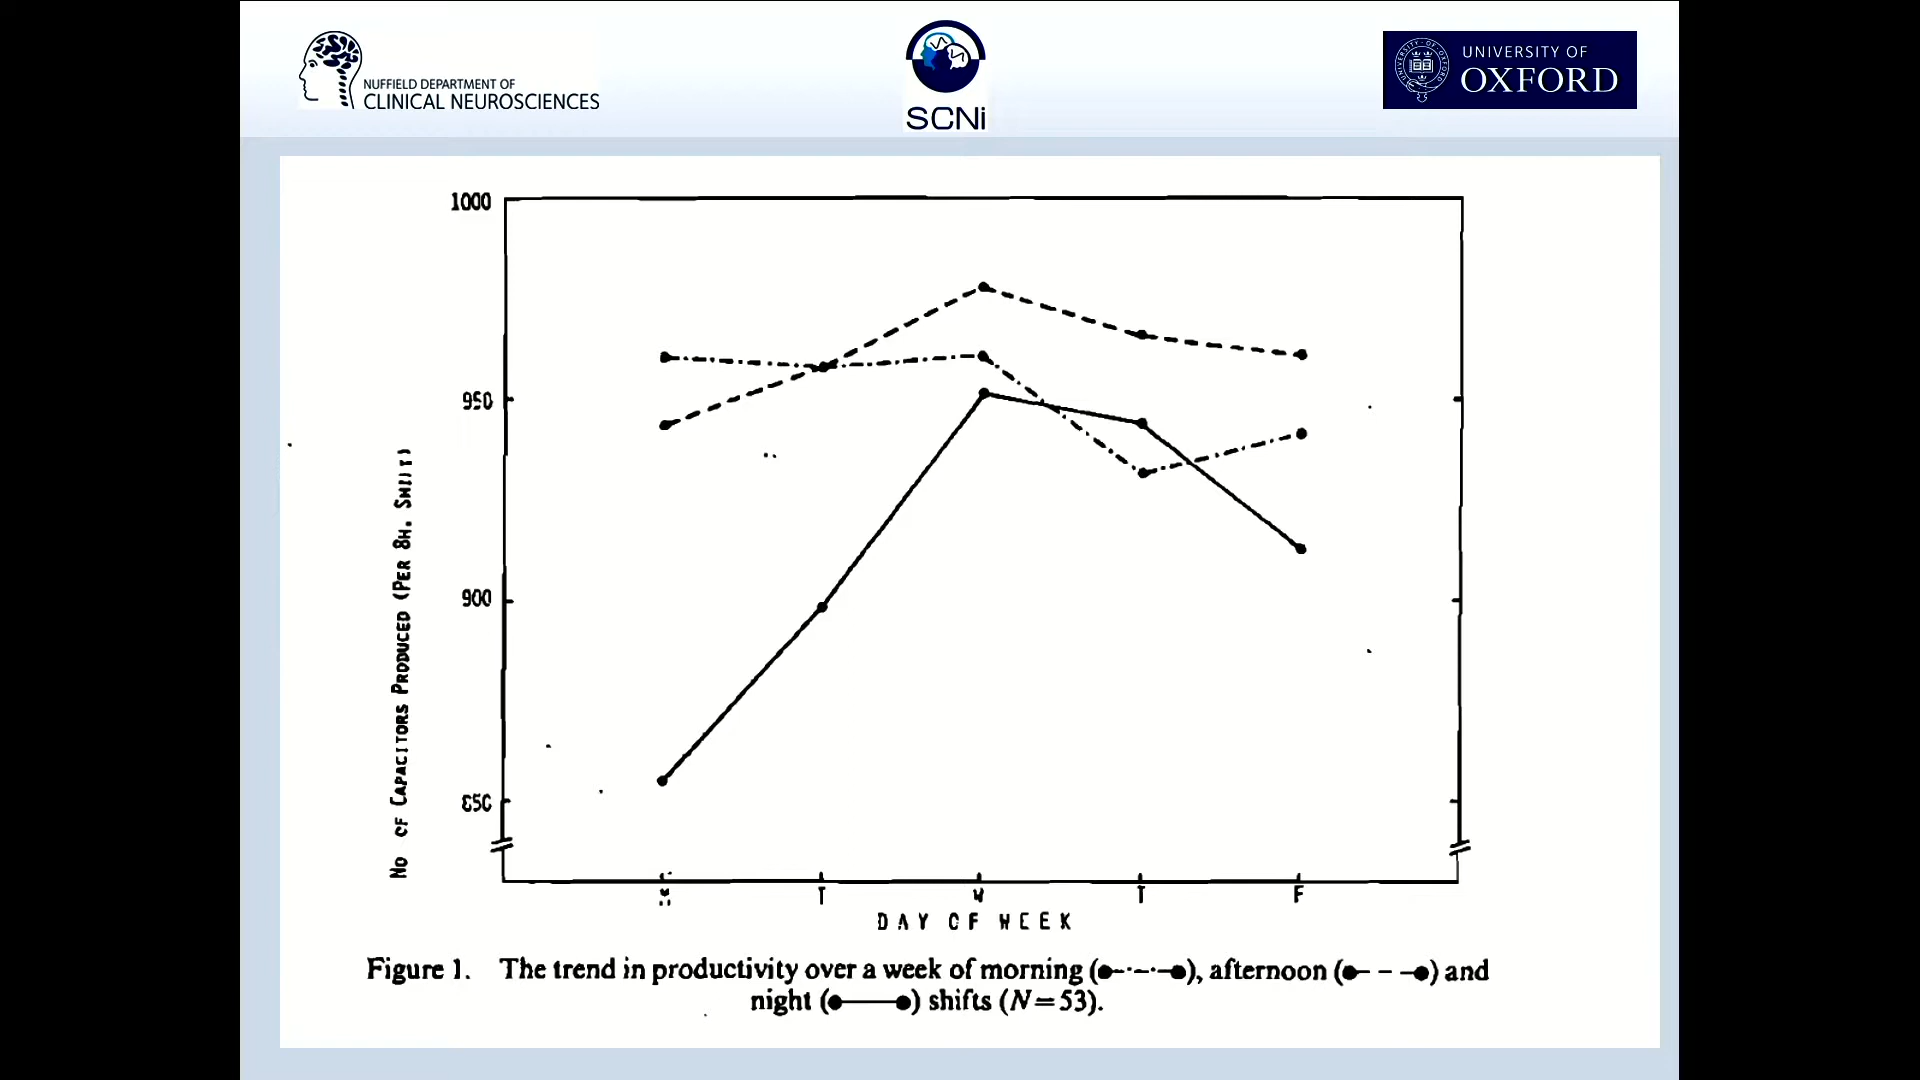 NUFFIELD DEPARTMENT OF
CLINICAL NEUROSCIENCES
SCNi
UNIVERSITY OF
OXFORD
1000
950
900
850
No OF CAPACITORS PRODUCED (PER 8H. SHIFT)
M T W T F
DAY OF WEEK
Figure 1. The trend in productivity over a week of morning (●-·-·-●), afternoon (●- - -●) and
night (●——●) shifts (N=53).